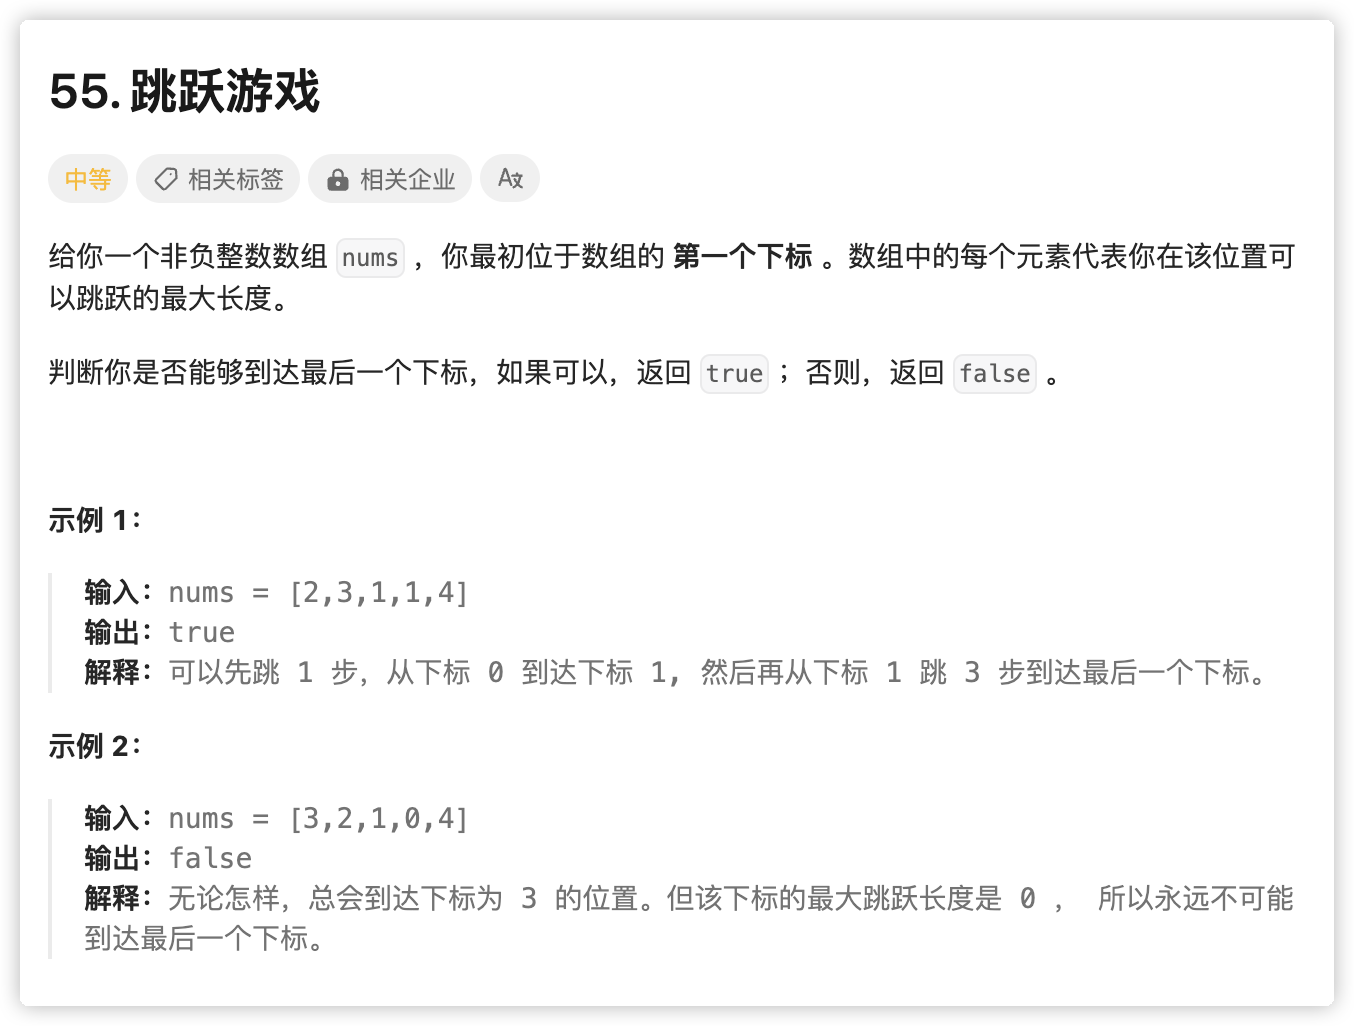 55. 跳跃游戏
中等 相关标签 相关企业 A文
给你一个非负整数数组 nums ，你最初位于数组的 第一个下标 。数组中的每个元素代表你在该位置可
以跳跃的最大长度。
判断你是否能够到达最后一个下标，如果可以，返回 true ；否则，返回 false 。
示例 1：
输入：nums = [2,3,1,1,4]
输出：true
解释：可以先跳 1 步，从下标 0 到达下标 1, 然后再从下标 1 跳 3 步到达最后一个下标。
示例 2：
输入：nums = [3,2,1,0,4]
输出：false
解释：无论怎样，总会到达下标为 3 的位置。但该下标的最大跳跃长度是 0 ， 所以永远不可能
到达最后一个下标。